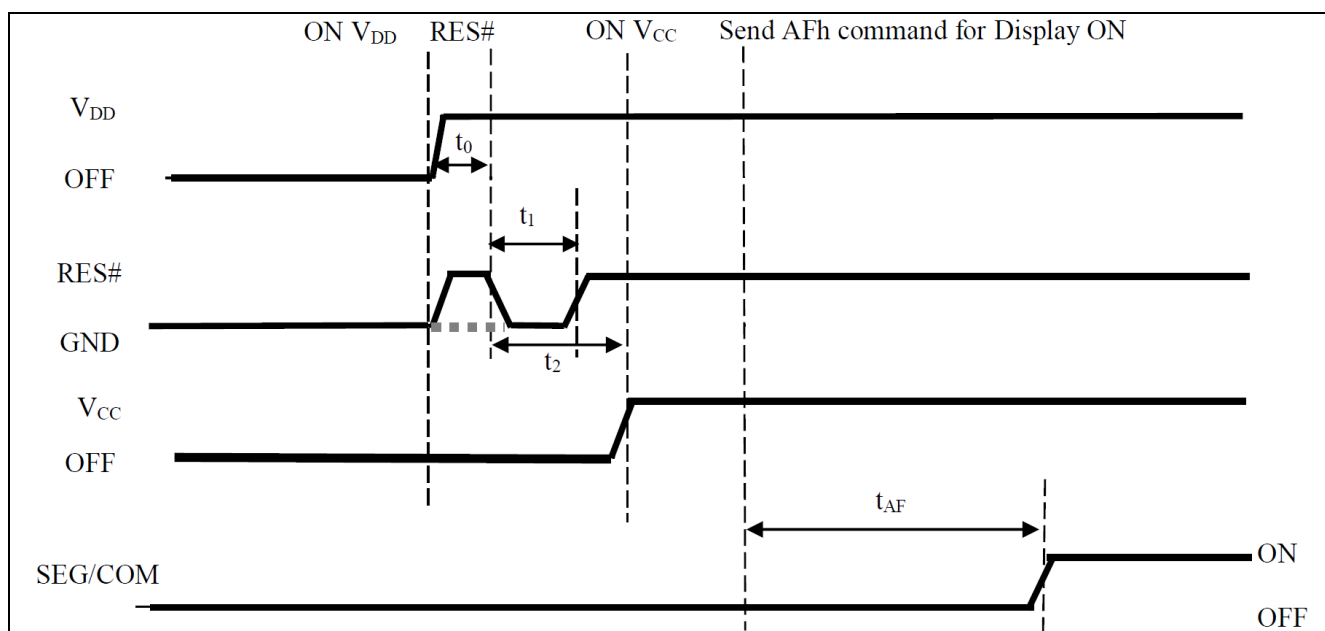 ON VDD RES# ON VCC Send AFh command for Display ON
VDD
t0
OFF
t1
RES#
GND
t2
VCC
OFF
tAF
ON
SEG/COM
OFF